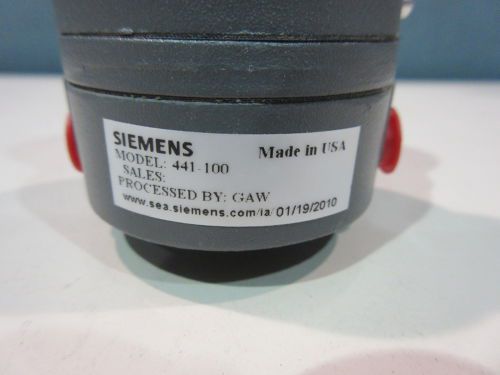 SIEMENS Made in USA
MODEL: 441-100
SALES:
PROCESSED BY: GAW
www.sea.siemens.com/ia 01/19/2010